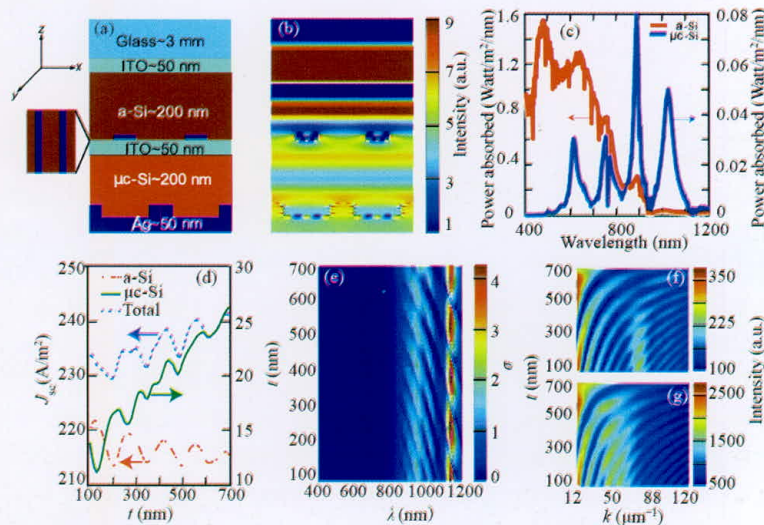 (a)
z
x
y
Glass~3 mm
ITO~50 nm
a-Si~200 nm
ITO~50 nm
μc-Si~200 nm
Ag~50 nm
(b)
9
7
5
3
1
Intensity (a.u.)
(c)
a-Si
μc-Si
Power absorbed (Watt/m²/nm)
1.6
1.2
0.8
0.4
0
0.08
0.06
0.04
0.02
0
Power absorbed (Watt/m²/nm)
400 600 800 1000 1200
Wavelength (nm)
(d)
a-Si
μc-Si
Total
Jsc(A/m²)
250
240
230
220
210
30
25
20
15
10
100 300 500 700
t (nm)
(e)
t (nm)
700
600
500
400
300
200
100
400 600 800 1000 1200
λ (nm)
4
3
2
1
0
σ
(f)
t (nm)
700
500
300
100
350
225
100
(g)
700
500
300
100
2500
1500
500
Intensity (a.u.)
12 50 88 120
k (μm⁻¹)